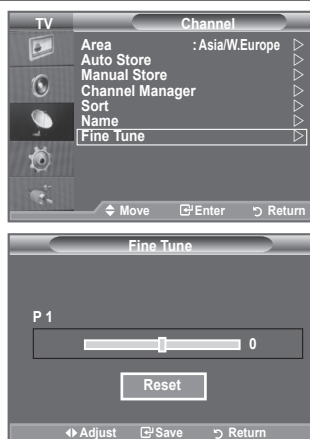 TV Channel
Area : Asia/W.Europe
Auto Store
Manual Store
Channel Manager
Sort
Name
Fine Tune
Move Enter Return
Fine Tune
P 1
0
Reset
Adjust Save Return